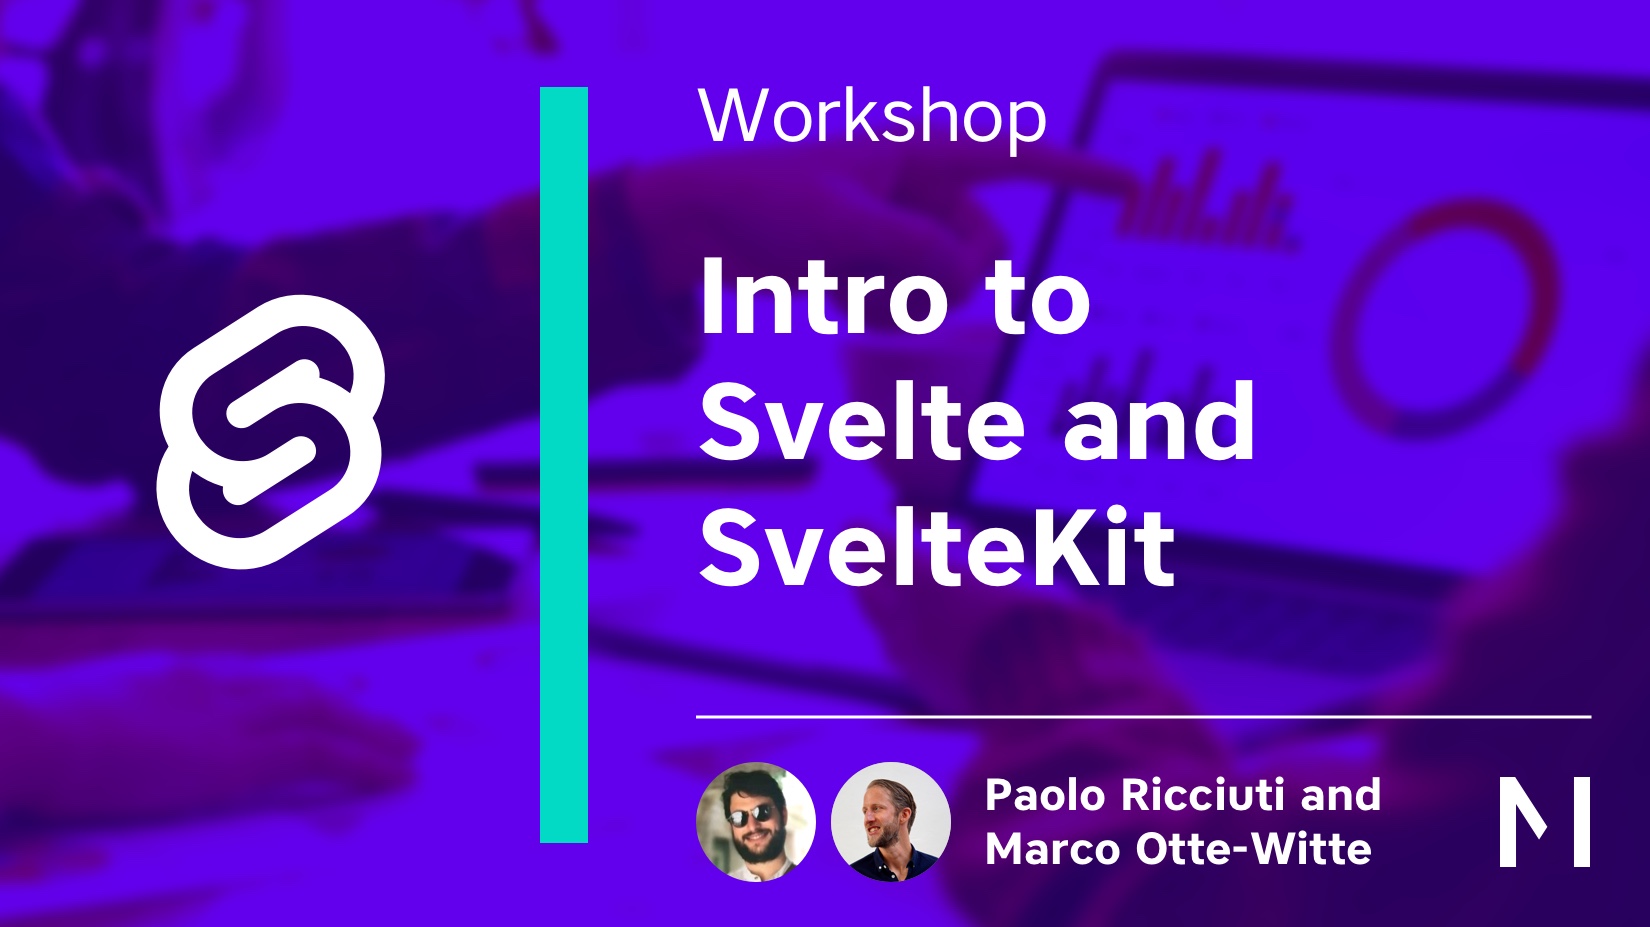 Workshop
Intro to
Svelte and
SvelteKit
Paolo Ricciuti and
Marco Otte-Witte